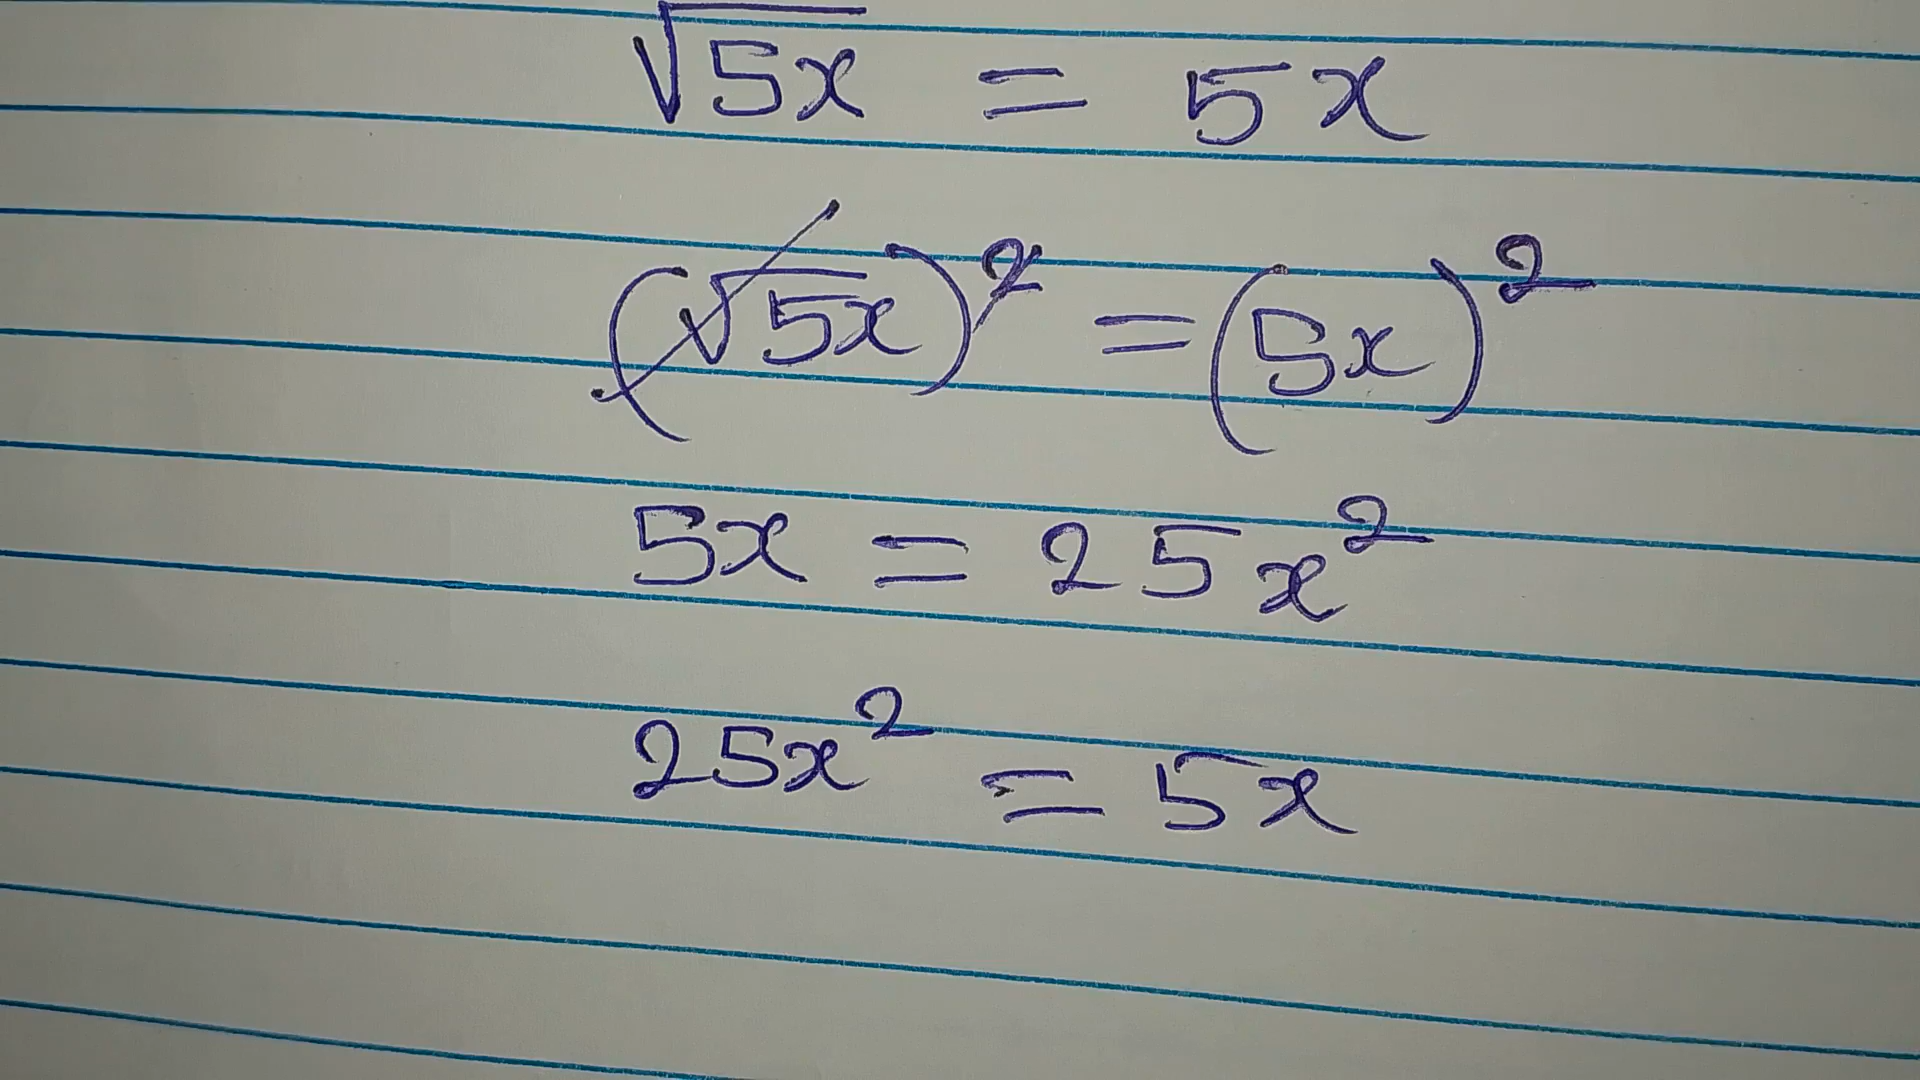 √5x = 5x
(√5x)² = (5x)²
5x = 25x²
25x² = 5x